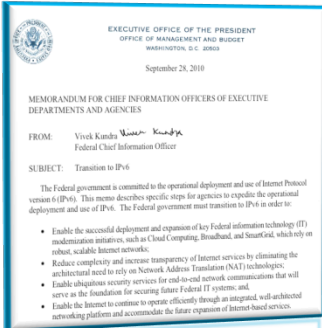 EXECUTIVE OFFICE OF THE PRESIDENT
OFFICE OF MANAGEMENT AND BUDGET
WASHINGTON, D.C. 20503
September 28, 2010
MEMORANDUM FOR CHIEF INFORMATION OFFICERS OF EXECUTIVE
DEPARTMENTS AND AGENCIES
FROM: Vivek Kundra Vivek Kundra
Federal Chief Information Officer
SUBJECT: Transition to IPv6
The Federal government is committed to the operational deployment and use of Internet Protocol
version 6 (IPv6). This memo describes specific steps for agencies to expedite the operational
deployment and use of IPv6. The Federal government must transition to IPv6 in order to:
• Enable the successful deployment and expansion of key Federal information technology (IT)
modernization initiatives, such as Cloud Computing, Broadband, and SmartGrid, which rely on
robust, scalable Internet networks;
• Reduce complexity and increase transparency of Internet services by eliminating the
architectural need to rely on Network Address Translation (NAT) technologies;
• Enable ubiquitous security services for end-to-end network communications that will
serve as the foundation for securing future Federal IT systems; and,
• Enable the Internet to continue to operate efficiently through an integrated, well-architected
networking platform and accommodate the future expansion of Internet-based services.